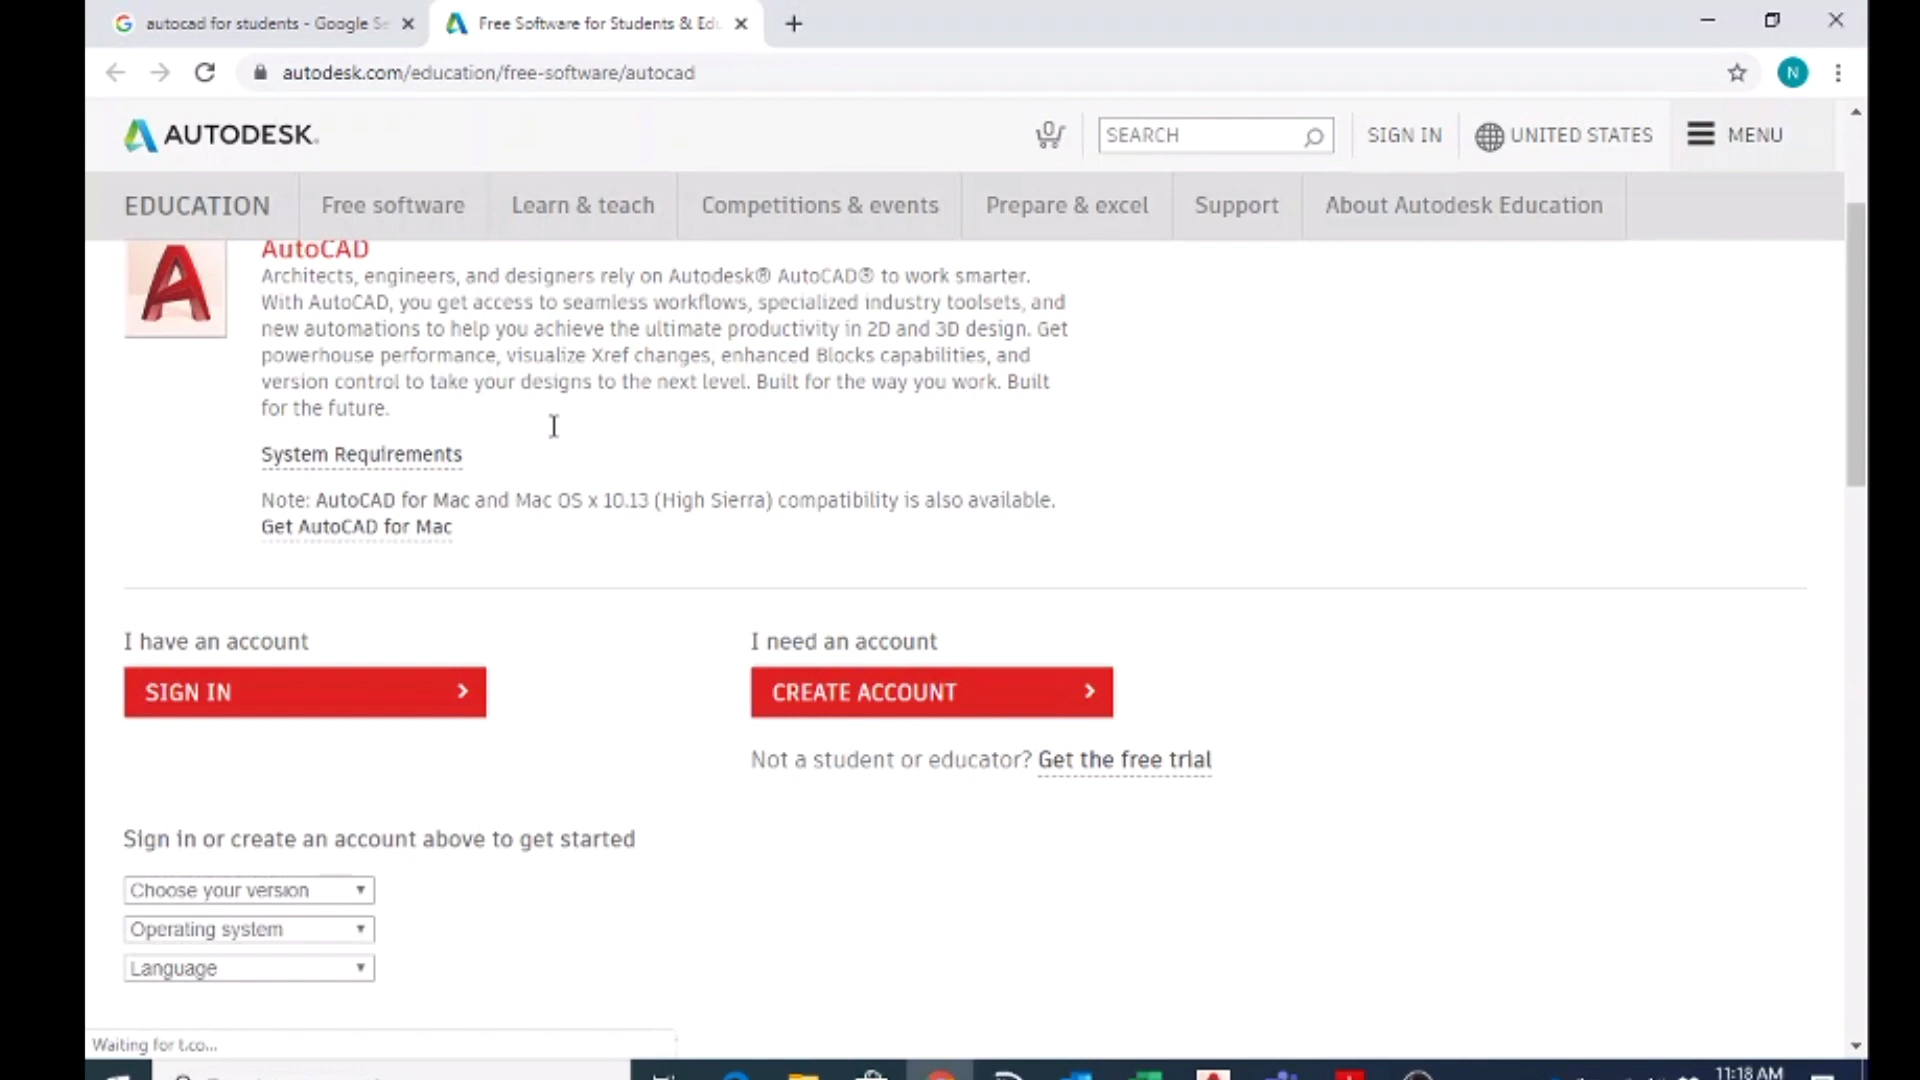 autocad for students - Google Se
Free Software for Students & Edu
autodesk.com/education/free-software/autocad
N
AUTODESK.
0
SEARCH
SIGN IN
UNITED STATES
MENU
EDUCATION
Free software
Learn & teach
Competitions & events
Prepare & excel
Support
About Autodesk Education
AutoCAD
Architects, engineers, and designers rely on Autodesk® AutoCAD® to work smarter.
With AutoCAD, you get access to seamless workflows, specialized industry toolsets, and
new automations to help you achieve the ultimate productivity in 2D and 3D design. Get
powerhouse performance, visualize Xref changes, enhanced Blocks capabilities, and
version control to take your designs to the next level. Built for the way you work. Built
for the future.
System Requirements
Note: AutoCAD for Mac and Mac OS x 10.13 (High Sierra) compatibility is also available.
Get AutoCAD for Mac
I have an account
SIGN IN
I need an account
CREATE ACCOUNT
Not a student or educator? Get the free trial
Sign in or create an account above to get started
Choose your version
Operating system
Language
Waiting for t.co...
11:18 AM